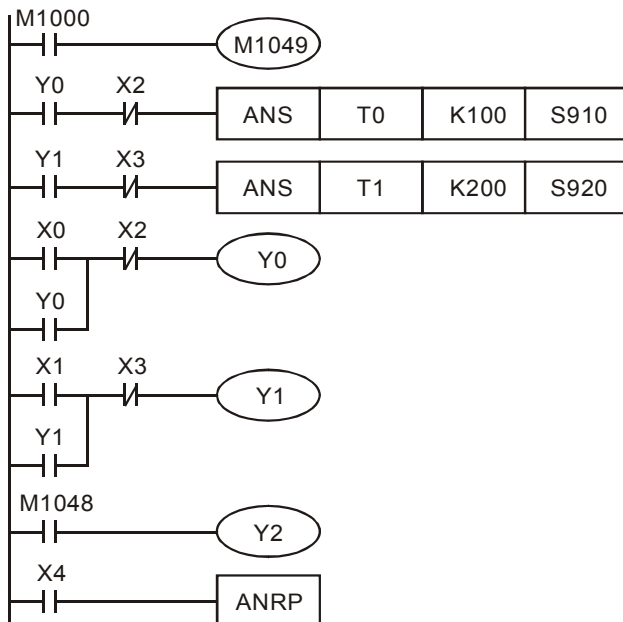 M1000
M1049
Y0 X2
ANS T0 K100 S910
Y1 X3
ANS T1 K200 S920
X0 X2
Y0
Y0
X1 X3
Y1
Y1
M1048
Y2
X4
ANRP